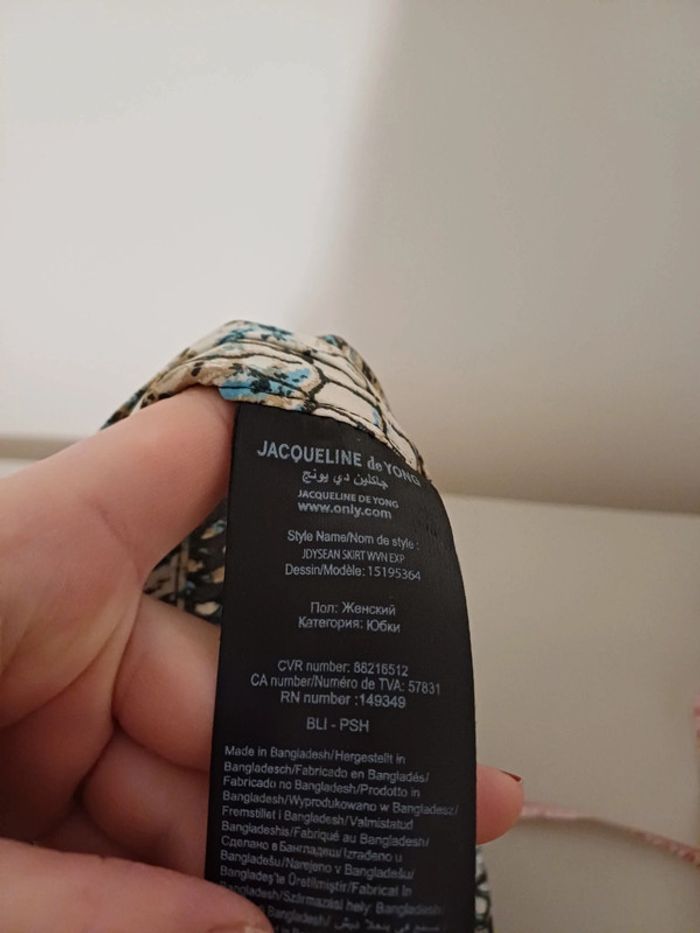 JACQUELINE de YONG
جاكلين دي يونج
JACQUELINE DE YONG
www.only.com
Style Name/Nom de style :
JDYSEAN SKIRT WVN EXP
Dessin/Modèle: 15195364
Пол: Женский
Категория: Юбки
CVR number: 88216512
CA number/Numéro de TVA: 57831
RN number :149349
BLI - PSH
Made in Bangladesh/Hergestellt in
Bangladesch/Fabricado en Bangladés/
Fabricado no Bangladesh/Prodotto in
Bangladesh/Wyprodukowano w Bangladesz/
Fremstillet i Bangladesh/Valmistatud
Bangladeshis/Fabriqué au Bangladesh/
Сделано в Бангладеш/Izrađeno u
Bangladešu/Narejeno v Bangladešu/
Bangladeş'te Üretilmiştir/Fabricat în
Bangladesh/Származási hely: Bangladesh
Bangladesh/